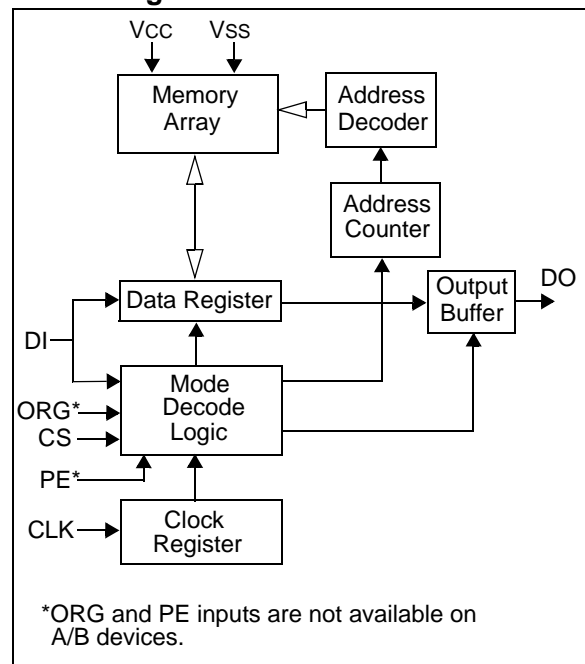 VCC
VSS
Memory
Array
Address
Decoder
Address
Counter
Data Register
Output
Buffer
DO
DI
Mode
Decode
Logic
ORG*
CS
PE*
CLK
Clock
Register
*ORG and PE inputs are not available on
A/B devices.